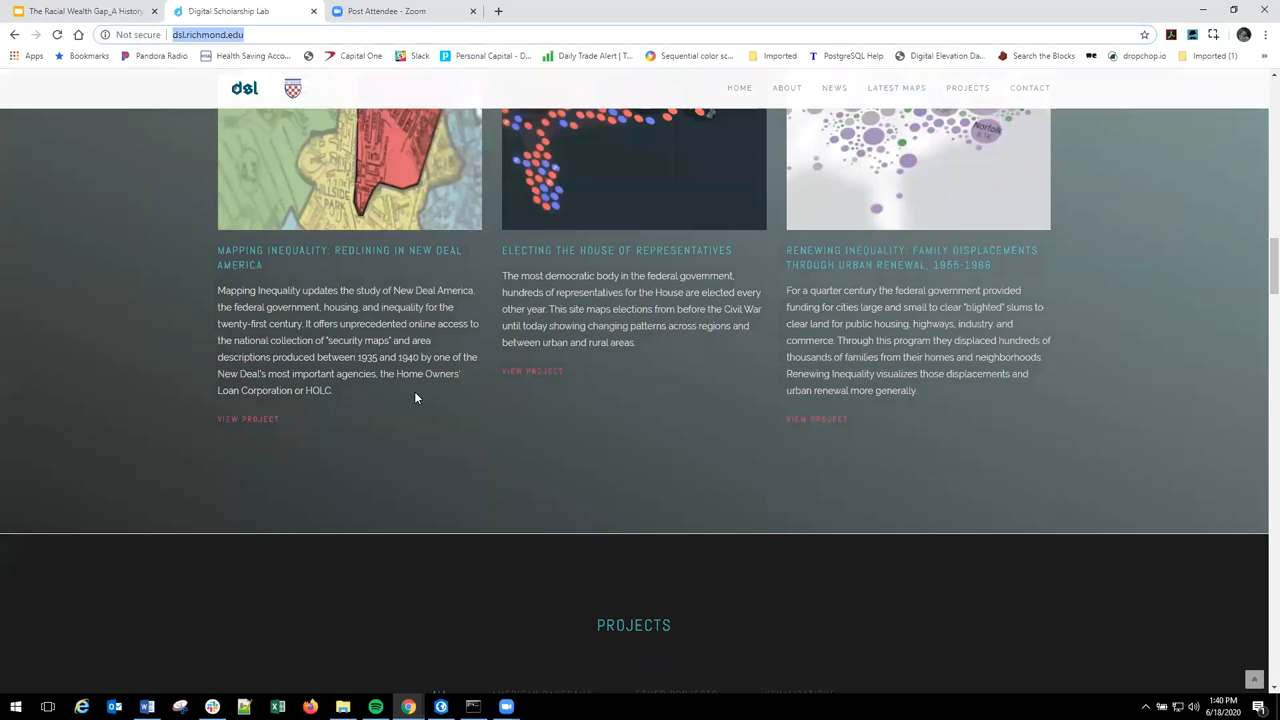 The Racial Wealth Gap_A History
Digital Scholarship Lab
Post Attendee - Zoom
Not secure
dsl.richmond.edu
Apps
Bookmarks
Pandora Radio
Health Saving Acco...
Capital One
Slack
Personal Capital - D...
Daily Trade Alert | T...
Sequential color sc...
Imported
PostgreSQL Help
Digital Elevation Da...
Search the Blocks
we
dropchop.io
Imported (1)
dsl
HOME
ABOUT
NEWS
LATEST MAPS
PROJECTS
CONTACT
HILLSIDE
PARK
Norfolk
MAPPING INEQUALITY: REDLINING IN NEW DEAL
AMERICA
Mapping Inequality updates the study of New Deal America,
the federal government, housing, and inequality for the
twenty-first century. It offers unprecedented online access to
the national collection of "security maps" and area
descriptions produced between 1935 and 1940 by one of the
New Deal's most important agencies, the Home Owners'
Loan Corporation or HOLC.
VIEW PROJECT
ELECTING THE HOUSE OF REPRESENTATIVES
The most democratic body in the federal government,
hundreds of representatives for the House are elected every
other year. This site maps elections from before the Civil War
until today showing changing patterns across regions and
between urban and rural areas.
VIEW PROJECT
RENEWING INEQUALITY: FAMILY DISPLACEMENTS
THROUGH URBAN RENEWAL, 1955-1966
For a quarter century the federal government provided
funding for cities large and small to clear "blighted" slums to
clear land for public housing, highways, industry, and
commerce. Through this program they displaced hundreds of
thousands of families from their homes and neighborhoods.
Renewing Inequality visualizes those displacements and
urban renewal more generally.
VIEW PROJECT
PROJECTS
1:40 PM
6/18/2020